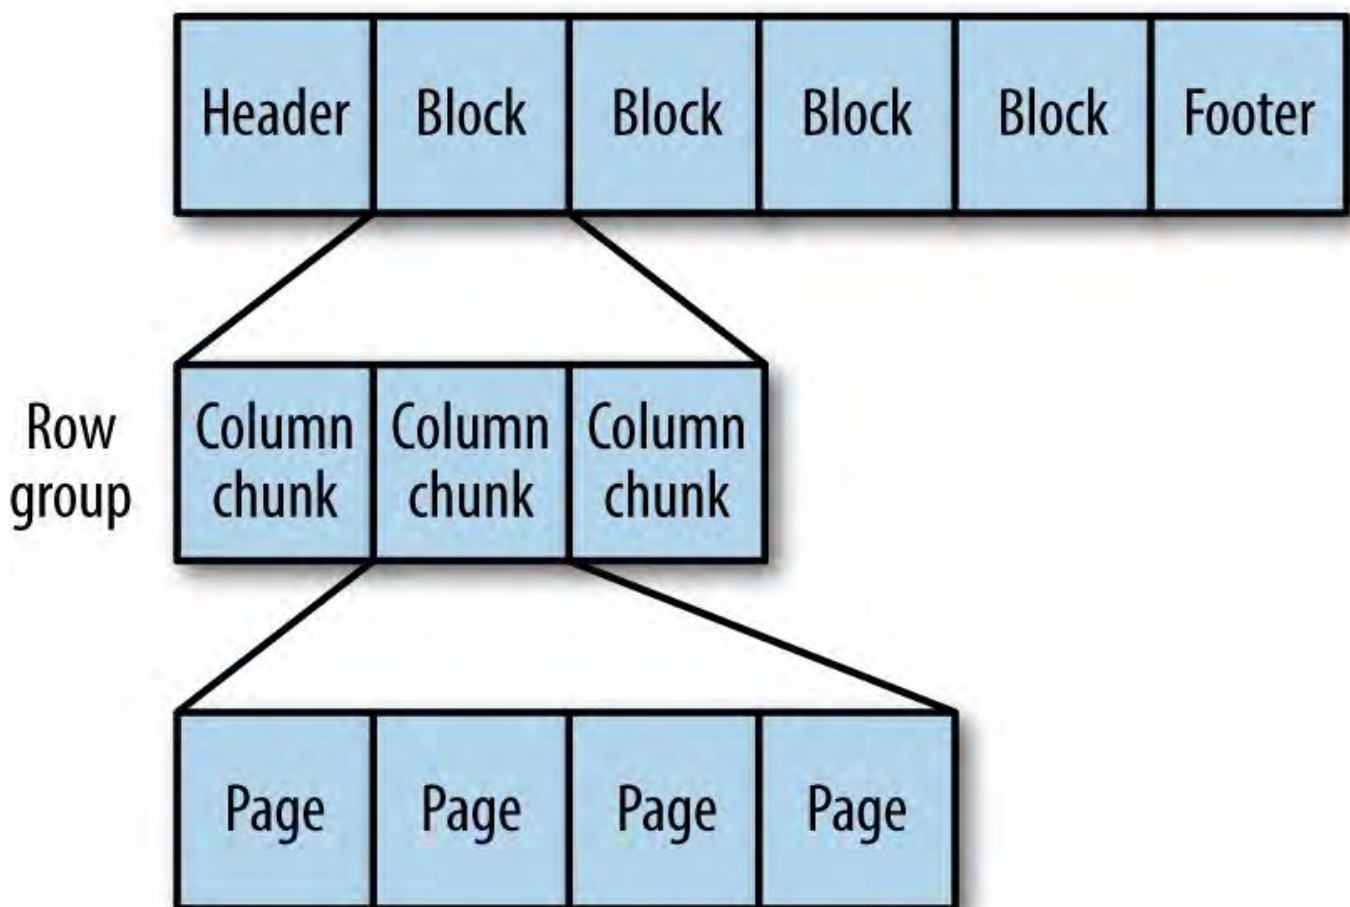 Header Block Block Block Block Footer
Row group
Column chunk Column chunk Column chunk
Page Page Page Page